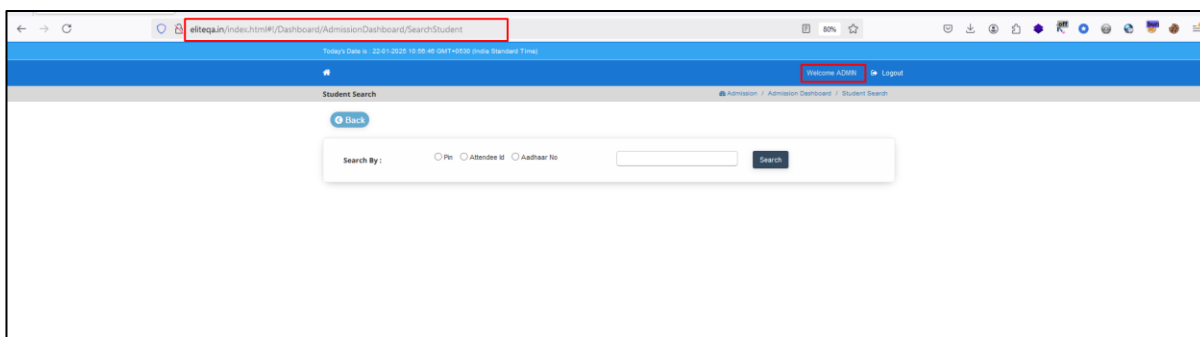 eliteqa.in/index.html#!/Dashboard/AdmissionDashboard/SearchStudent 80%
Today's Date is : 22-01-2025 18:56:46 GMT+0530 (India Standard Time)
Welcome ADMIN Logout
Student Search Admission / Admission Dashboard / Student Search
Back
Search By : Pin Attendee Id Aadhaar No Search